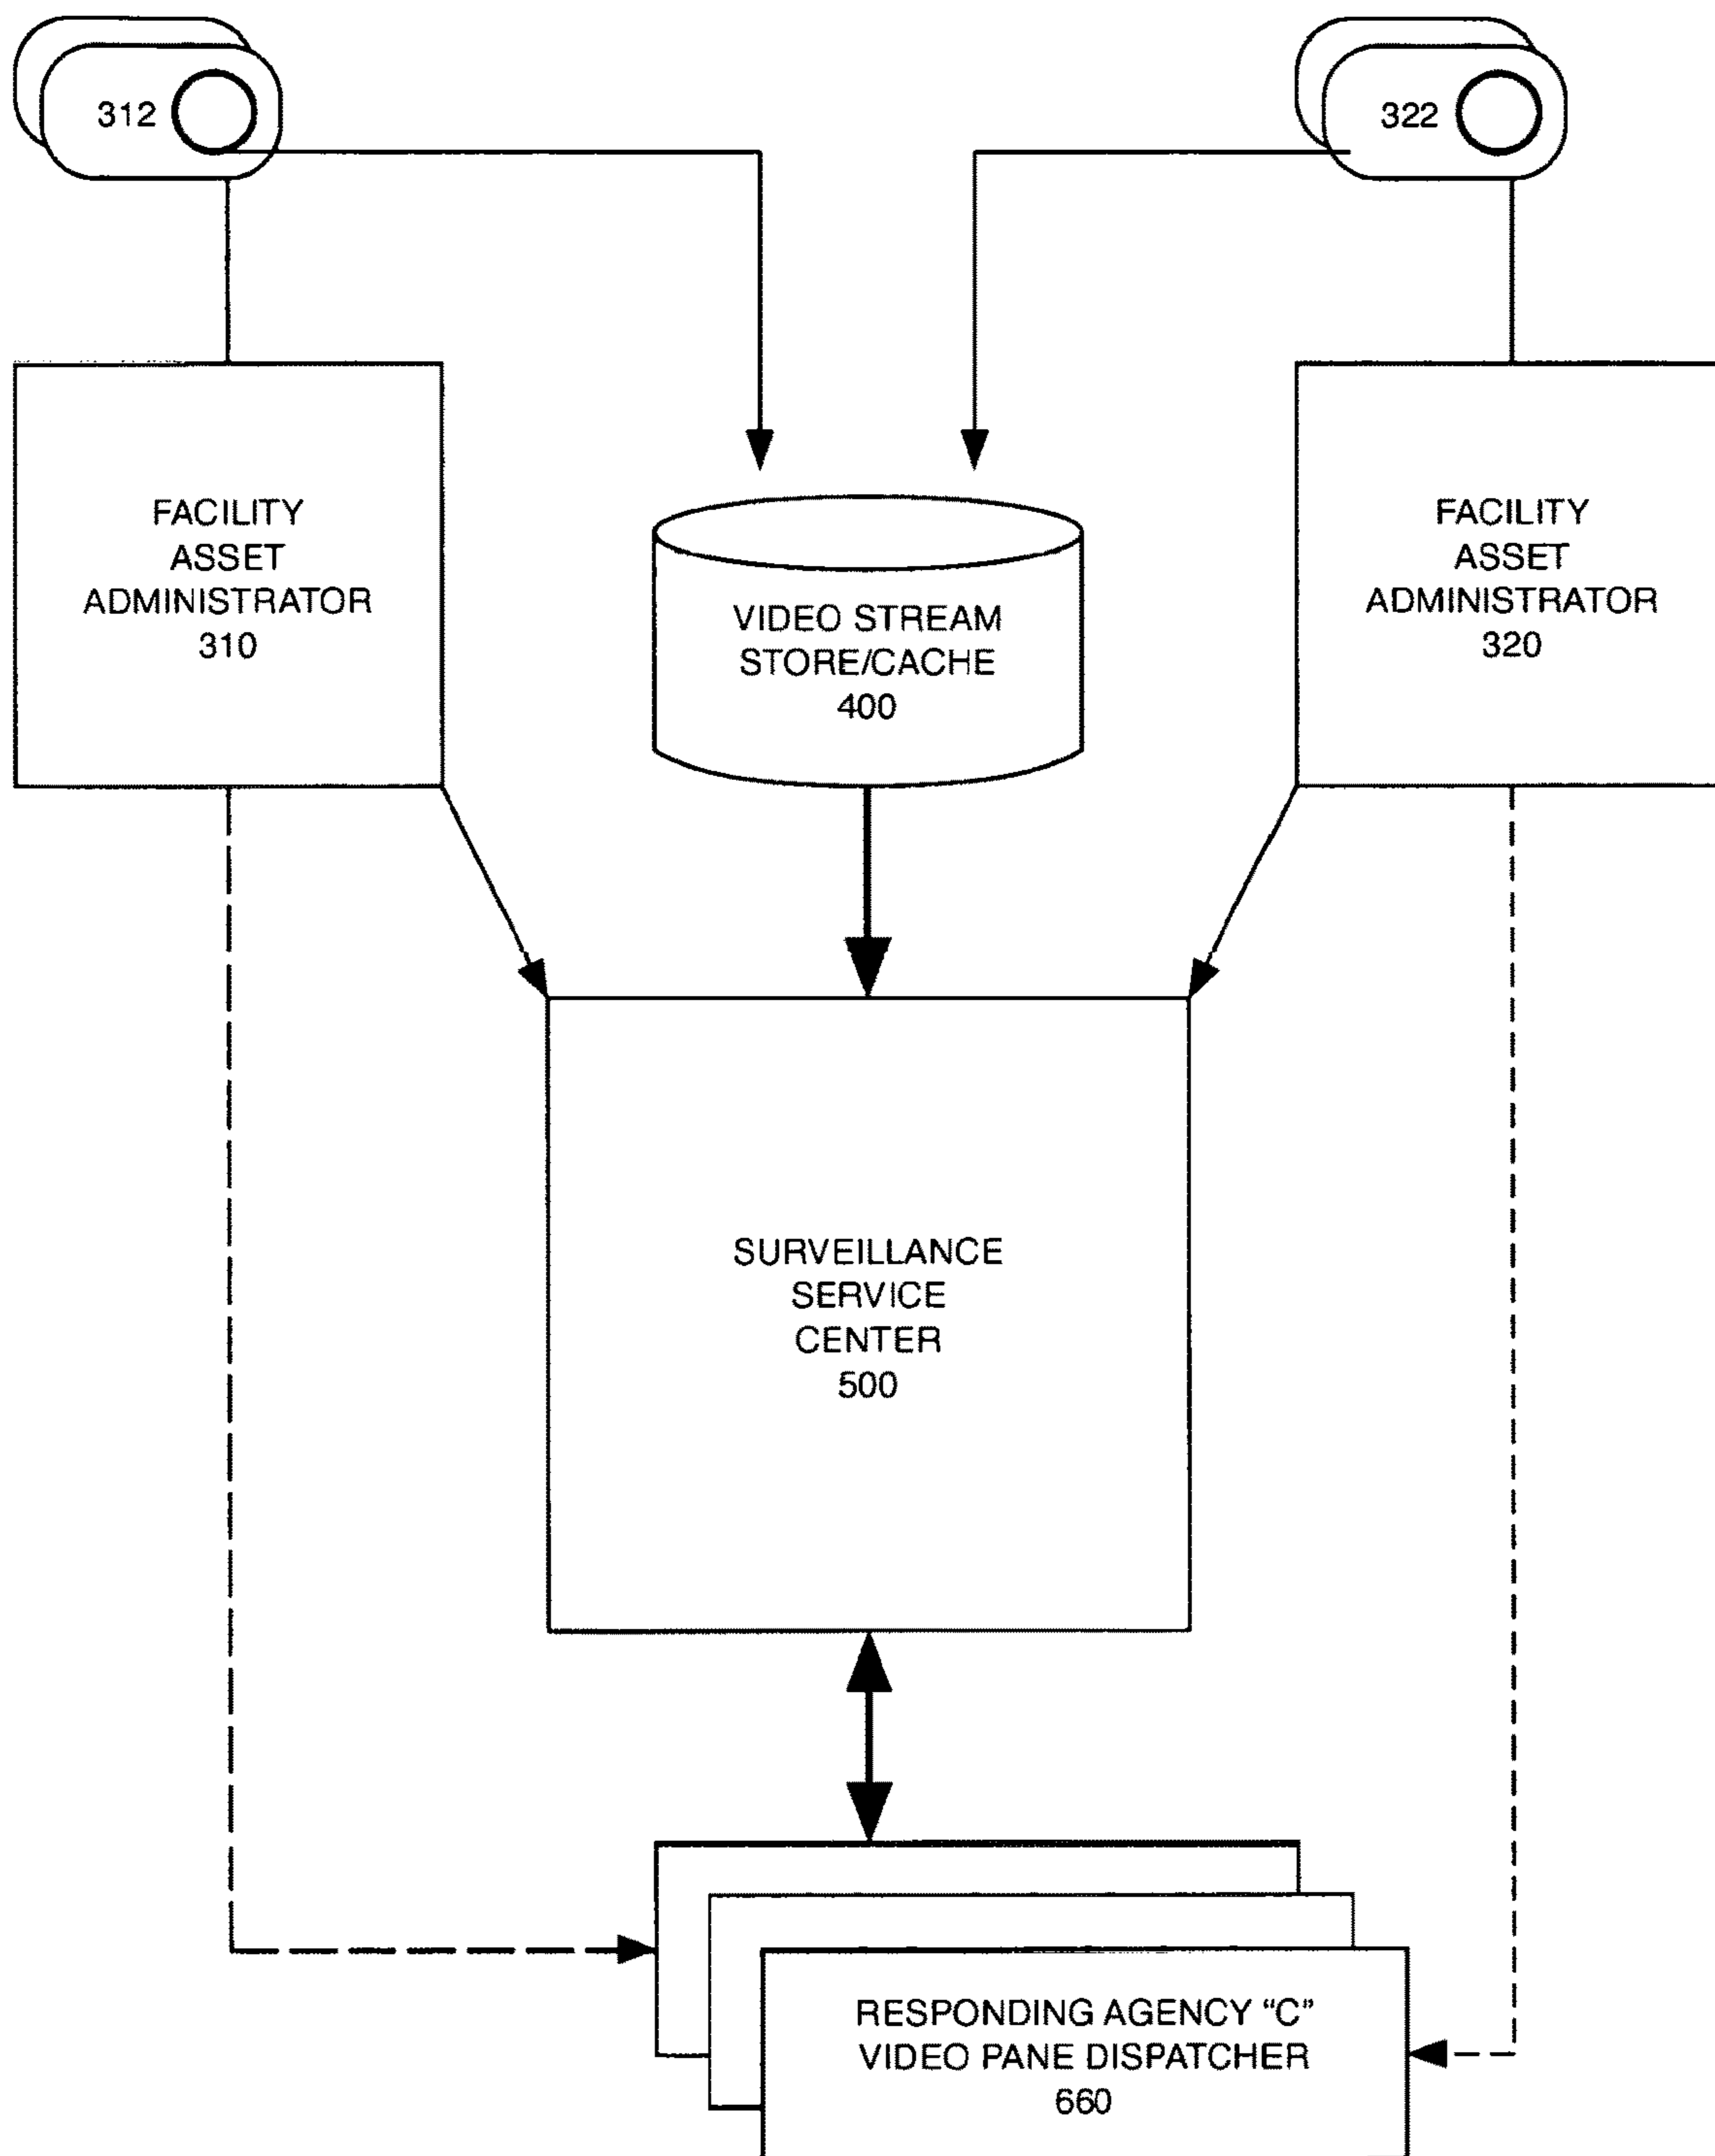 312
322
FACILITY
ASSET
ADMINISTRATOR
310
VIDEO STREAM
STORE/CACHE
400
FACILITY
ASSET
ADMINISTRATOR
320
SURVEILLANCE
SERVICE
CENTER
500
RESPONDING AGENCY “C”
VIDEO PANE DISPATCHER
660